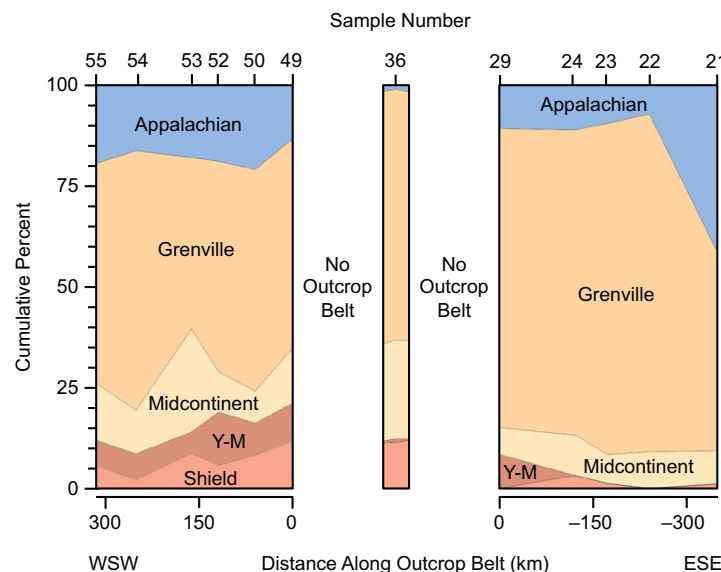 Sample Number
55 54 53 52 50 49 36 29 24 23 22 21
100
75
50
25
0
Cumulative Percent
Appalachian
Grenville
Midcontinent
Y-M
Shield
No
Outcrop
Belt
No
Outcrop
Belt
Appalachian
Grenville
Midcontinent
Y-M
300 150 0 0 –150 –300
WSW Distance Along Outcrop Belt (km) ESE